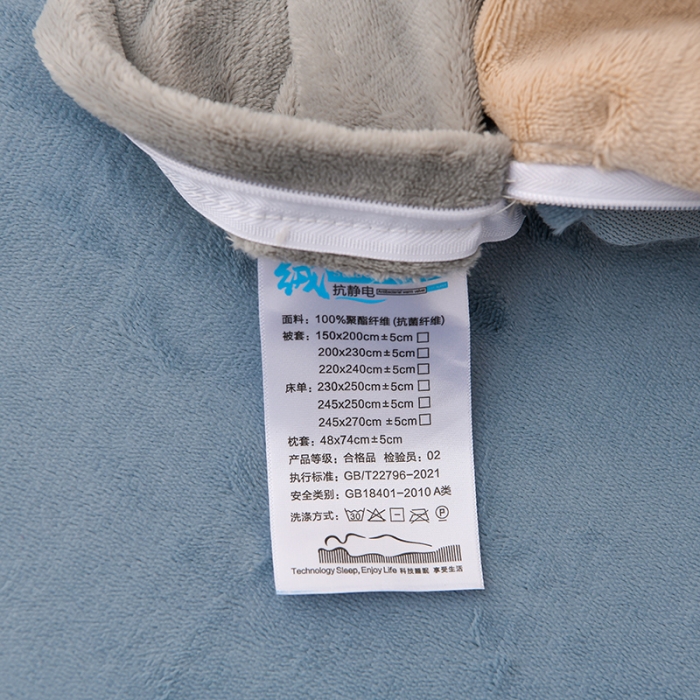 绒
抗静电
面料: 100%聚酯纤维 (抗菌纤维)
被套: 150x200cm±5cm□
200x230cm±5cm□
220x240cm±5cm□
床单: 230x250cm±5cm□
245x250cm±5cm□
245x270cm±5cm□
枕套: 48x74cm±5cm
产品等级: 合格品 检验员: 02
执行标准: GB/T22796-2021
安全类别: GB18401-2010 A类
洗涤方式: 30 P
Technology Sleep, Enjoy Life 科技睡眠 享受生活